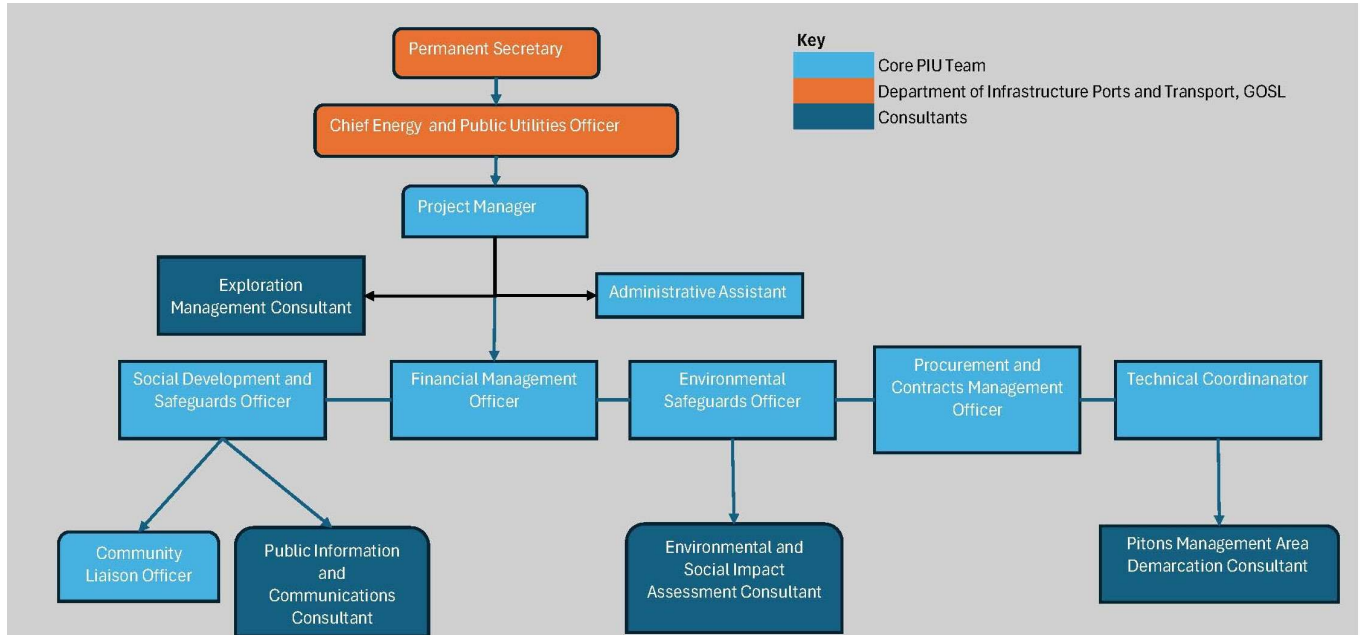 Permanent Secretary
Key
Core PIU Team
Department of Infrastructure Ports and Transport, GOSL
Consultants
Chief Energy and Public Utilities Officer
Project Manager
Exploration
Management Consultant
Administrative Assistant
Social Development and
Safeguards Officer
Financial Management
Officer
Environmental
Safeguards Officer
Procurement and
Contracts Management
Officer
Technical Coordinanator
Community
Liaison Officer
Public Information
and
Communications
Consultant
Environmental and
Social Impact
Assessment Consultant
Pitons Management Area
Demarcation Consultant